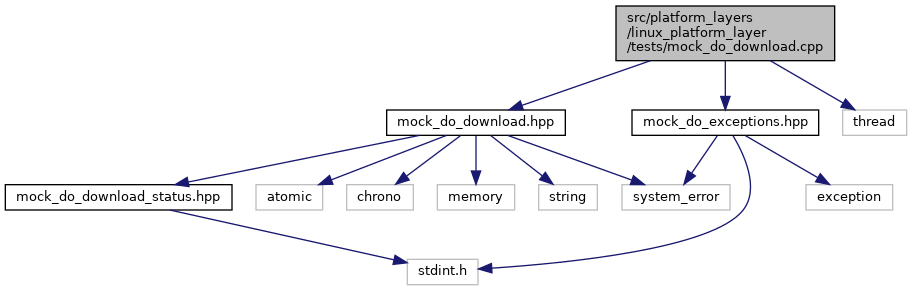 src/platform_layers
/linux_platform_layer
/tests/mock_do_download.cpp
mock_do_download.hpp
mock_do_exceptions.hpp
thread
mock_do_download_status.hpp
atomic
chrono
memory
string
system_error
exception
stdint.h